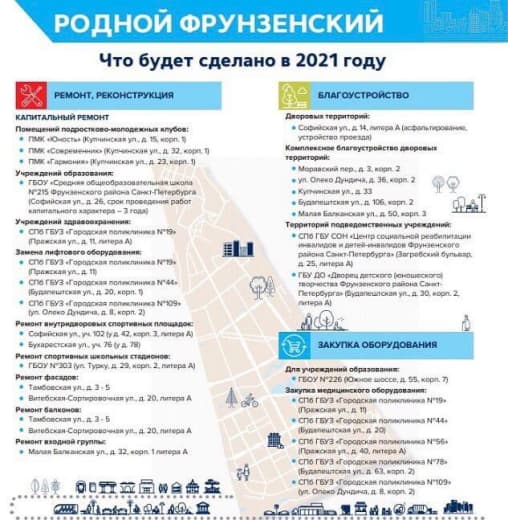 РОДНОЙ ФРУНЗЕНСКИЙ
Что будет сделано в 2021 году
РЕМОНТ, РЕКОНСТРУКЦИЯ
КАПИТАЛЬНЫЙ РЕМОНТ
Помещений подростково-молодежных клубов:
ПМК «Юность» (Купчинская ул., д. 15, корп. 1)
ПМК «Современник» (Купчинская ул., д. 32, корп. 1)
ПМК «Гармония» (Купчинская ул., д. 23, корп. 1)
Учреждений образования:
ГБОУ «Средняя общеобразовательная школа
№215 Фрунзенского района Санкт-Петербурга
(Софийская ул., д. 26, срок проведения работ
капитального характера – 3 года)
Учреждений здравоохранения:
СПб ГБУЗ «Городская поликлиника №19»
(Пражская ул., д. 11, литера А)
Замена лифтового оборудования:
СПб ГБУЗ «Городская поликлиника №19»
(Пражская ул., д. 11)
СПб ГБУЗ «Городская поликлиника №44»
(Будапештская ул., д. 20, корп. 1)
СПб ГБУЗ «Городская поликлиника №109»
(ул. Олеко Дундича, д. 8, корп. 2)
Ремонт внутридворовых спортивных площадок:
Софийская ул., уч. 102 (у д. 42, корп. 3, литера А)
Бухарестская ул., уч. 76 (у д. 78)
Ремонт спортивных школьных стадионов:
ГБОУ №303 (ул. Турку, д. 29, корп. 2, литер А)
Ремонт фасадов:
Тамбовская ул., д. 3 - 5
Витебская-Сортировочная ул., д. 20, литера А
Ремонт балконов:
Тамбовская ул., д. 3 - 5
Витебская-Сортировочная ул., д. 20, литера А
Ремонт входной группы:
Малая Балканская ул., д. 32, корп. 1 литера А
БЛАГОУСТРОЙСТВО
Дворовых территорий:
Софийская ул., д. 14, литера А (асфальтирование,
устройство проезда)
Комплексное благоустройство дворовых
территорий:
Моравский пер., д. 3, корп. 2
ул. Олеко Дундича, д. 36, корп. 2
Купчинская ул., д. 33
Будапештская ул., д. 106, корп. 2
Малая Балканская ул., д. 50, корп. 3
Территорий подведомственных учреждений:
СПб ГБУ СОН «Центр социальной реабилитации
инвалидов и детей-инвалидов Фрунзенского
района Санкт-Петербурга» (Загребский бульвар,
д. 25, литера А)
ГБУ ДО «Дворец детского (юношеского)
творчества Фрунзенского района Санкт-
Петербурга» (Будапештская ул., д. 30, корп. 2,
литера А)
ЗАКУПКА ОБОРУДОВАНИЯ
Для учреждений образования:
ГБОУ №226 (Южное шоссе, д. 55, корп. 7)
Закупка медицинского оборудования:
СПб ГБУЗ «Городская поликлиника №19»
(Пражская ул., д. 11)
СПб ГБУЗ «Городская поликлиника №44»
(Будапештская ул., д. 20)
СПб ГБУЗ «Городская поликлиника №56»
(Пражская ул., д. 40, литера А)
СПб ГБУЗ «Городская поликлиника №78»
(Будапештская ул., д. 63, корп. 2)
СПб ГБУЗ «Городская поликлиника №109»
(ул. Олеко Дундича, д. 8, корп. 2)